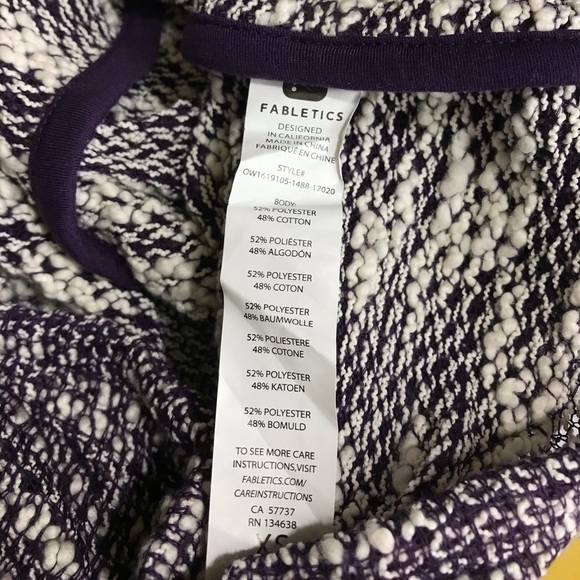 FABLETICS
DESIGNED
IN CALIFORNIA
MADE IN CHINA
FABRIQUÉ EN CHINE
STYLE#
OW1619105-1488-17020
BODY:
52% POLYESTER
48% COTTON
52% POLIÉSTER
48% ALGODÓN
52% POLYESTER
48% COTON
52% POLYESTER
48% BAUMWOLLE
52% POLIESTERE
48% COTONE
52% POLYESTER
48% KATOEN
52% POLYESTER
48% BOMULD
TO SEE MORE CARE
INSTRUCTIONS,VISIT
FABLETICS.COM/
CAREINSTRUCTIONS
CA 57737
RN 134638
XS